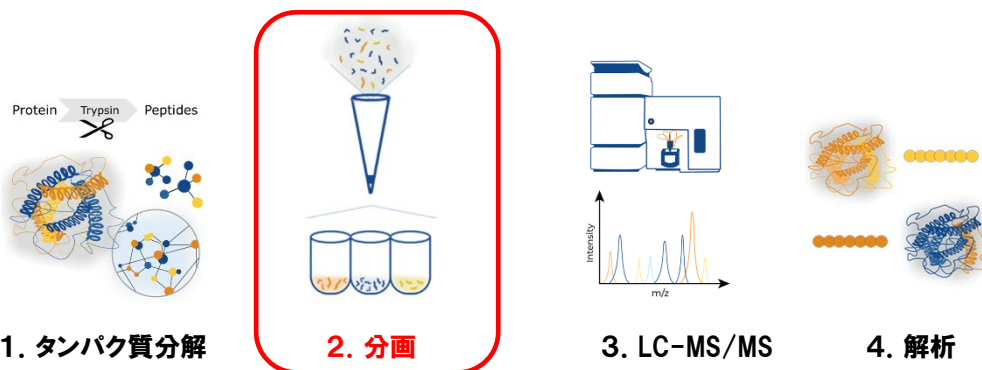 Protein Trypsin Peptides
Intensity
m/z
1. タンパク質分解
2. 分画
3. LC-MS/MS
4. 解析